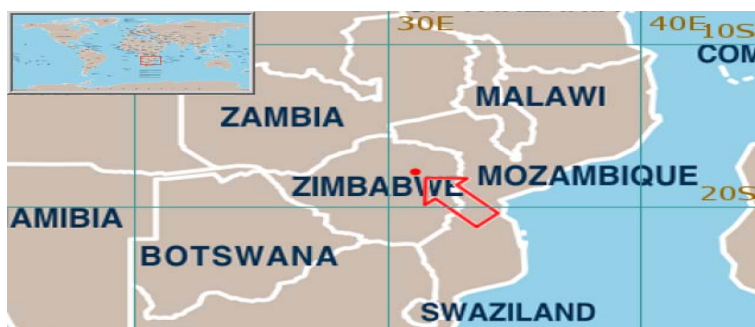 30E
40E
10S
COM
MALAWI
ZAMBIA
ZIMBABWE
MOZAMBIQUE
20S
AMIBIA
BOTSWANA
SWAZILAND